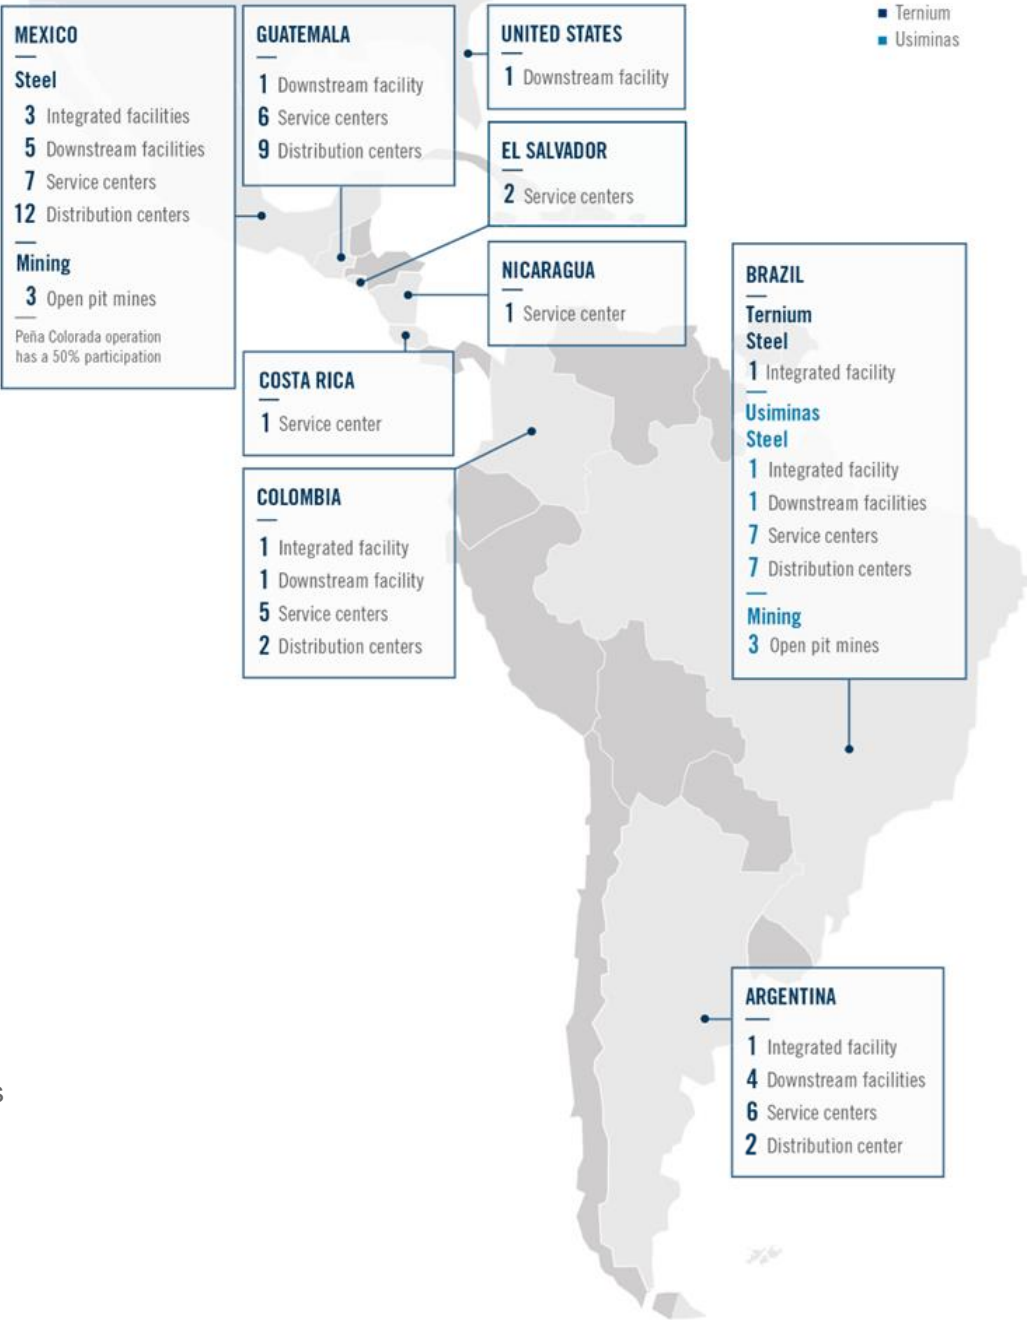 Ternium
Usiminas
MEXICO
Steel
3 Integrated facilities
5 Downstream facilities
7 Service centers
12 Distribution centers
Mining
3 Open pit mines
Peña Colorada operation
has a 50% participation
GUATEMALA
1 Downstream facility
6 Service centers
9 Distribution centers
UNITED STATES
1 Downstream facility
EL SALVADOR
2 Service centers
NICARAGUA
1 Service center
COSTA RICA
1 Service center
COLOMBIA
1 Integrated facility
1 Downstream facility
5 Service centers
2 Distribution centers
BRAZIL
Ternium
Steel
1 Integrated facility
Usiminas
Steel
1 Integrated facility
1 Downstream facilities
7 Service centers
7 Distribution centers
Mining
3 Open pit mines
ARGENTINA
1 Integrated facility
4 Downstream facilities
6 Service centers
2 Distribution center
s